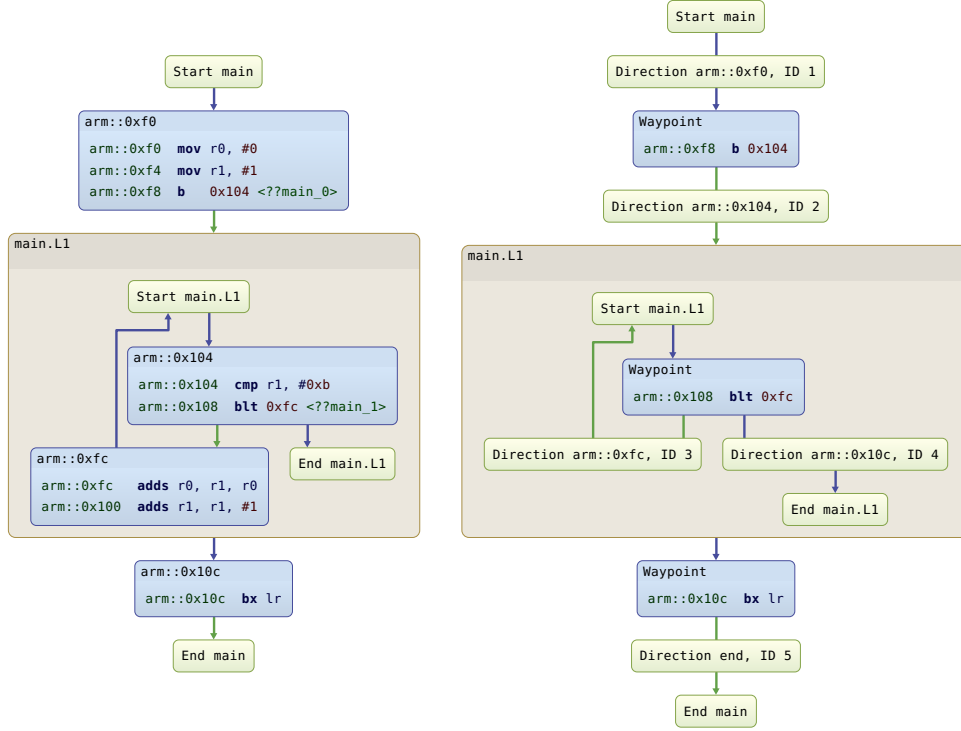 Start main
arm::0xf0
arm::0xf0 mov r0, #0
arm::0xf4 mov r1, #1
arm::0xf8 b 0x104 <??main_0>
main.L1
Start main.L1
arm::0x104
arm::0x104 cmp r1, #0xb
arm::0x108 blt 0xfc <??main_1>
arm::0xfc
arm::0xfc adds r0, r1, r0
arm::0x100 adds r1, r1, #1
End main.L1
arm::0x10c
arm::0x10c bx lr
End main
Start main
Direction arm::0xf0, ID 1
Waypoint
arm::0xf8 b 0x104
Direction arm::0x104, ID 2
main.L1
Start main.L1
Waypoint
arm::0x108 blt 0xfc
Direction arm::0xfc, ID 3
Direction arm::0x10c, ID 4
End main.L1
Waypoint
arm::0x10c bx lr
Direction end, ID 5
End main